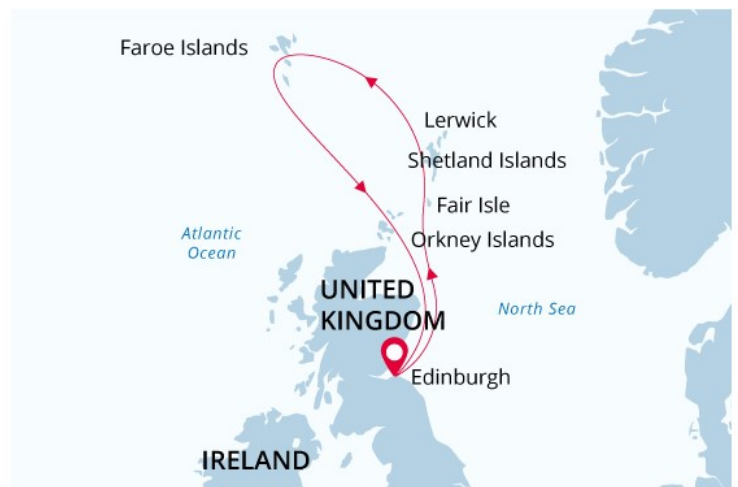 Faroe Islands
Lerwick
Shetland Islands
Fair Isle
Atlantic
Ocean
Orkney Islands
UNITED
KINGDOM
North Sea
Edinburgh
IRELAND